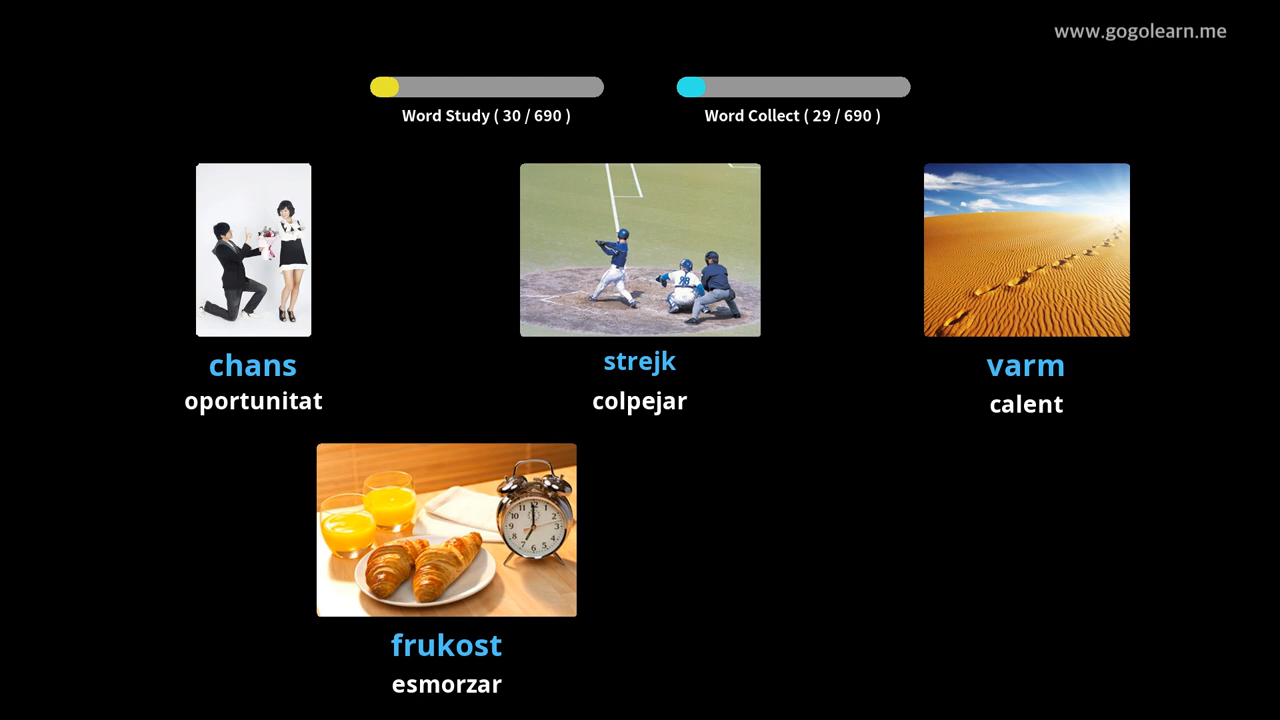 www.gogolearn.me
Word Study ( 30 / 690 )
Word Collect ( 29 / 690 )
chans
oportunitat
strejk
colpejar
varm
calent
frukost
esmorzar